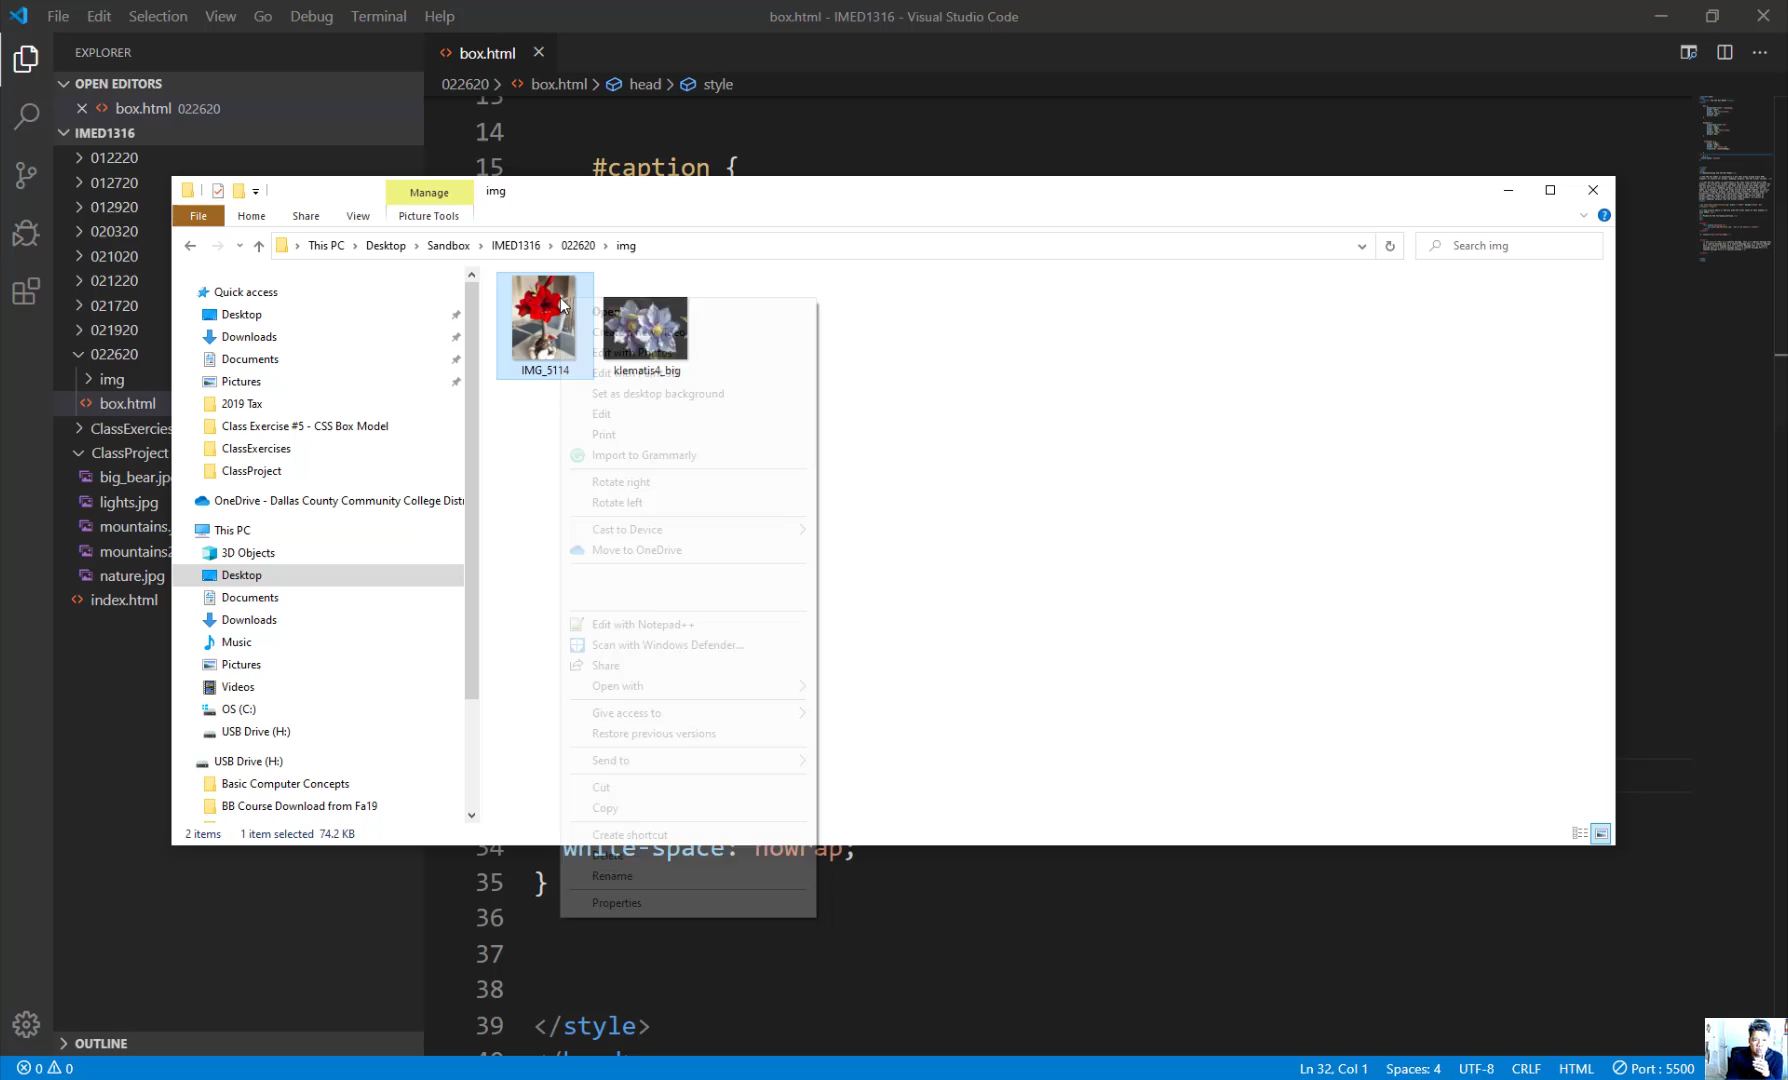 File Edit Selection View Go Debug Terminal Help
box.html - IMED1316 - Visual Studio Code
EXPLORER
OPEN EDITORS
box.html 022620
IMED1316
012220
012720
012920
020320
021020
021220
021720
021920
022620
img
box.html
ClassExercies
ClassProject
big_bear.jp
lights.jpg
mountains.
mountains2
nature.jpg
index.html
OUTLINE
box.html
022620 > box.html > head > style
14
15 #caption {
Manage img
File Home Share View Picture Tools
This PC > Desktop > Sandbox > IMED1316 > 022620 > img
Search img
Quick access
Desktop
Downloads
Documents
Pictures
2019 Tax
Class Exercise #5 - CSS Box Model
ClassExercises
ClassProject
OneDrive - Dallas County Community College Distr
This PC
3D Objects
Desktop
Documents
Downloads
Music
Pictures
Videos
OS (C:)
USB Drive (H:)
USB Drive (H:)
Basic Computer Concepts
BB Course Download from Fa19
2 items 1 item selected 74.2 KB
IMG_5114
klematis4_big
Open
Edit with Photos
Set as desktop background
Edit
Print
Import to Grammarly
Rotate right
Rotate left
Cast to Device
Move to OneDrive
Edit with Notepad++
Scan with Windows Defender...
Share
Open with
Give access to
Restore previous versions
Send to
Cut
Copy
Create shortcut
Delete
Rename
Properties
34 white-space: nowrap;
35 }
36
37
38
39 </style>
0 0
Ln 32, Col 1 Spaces: 4 UTF-8 CRLF HTML Port : 5500